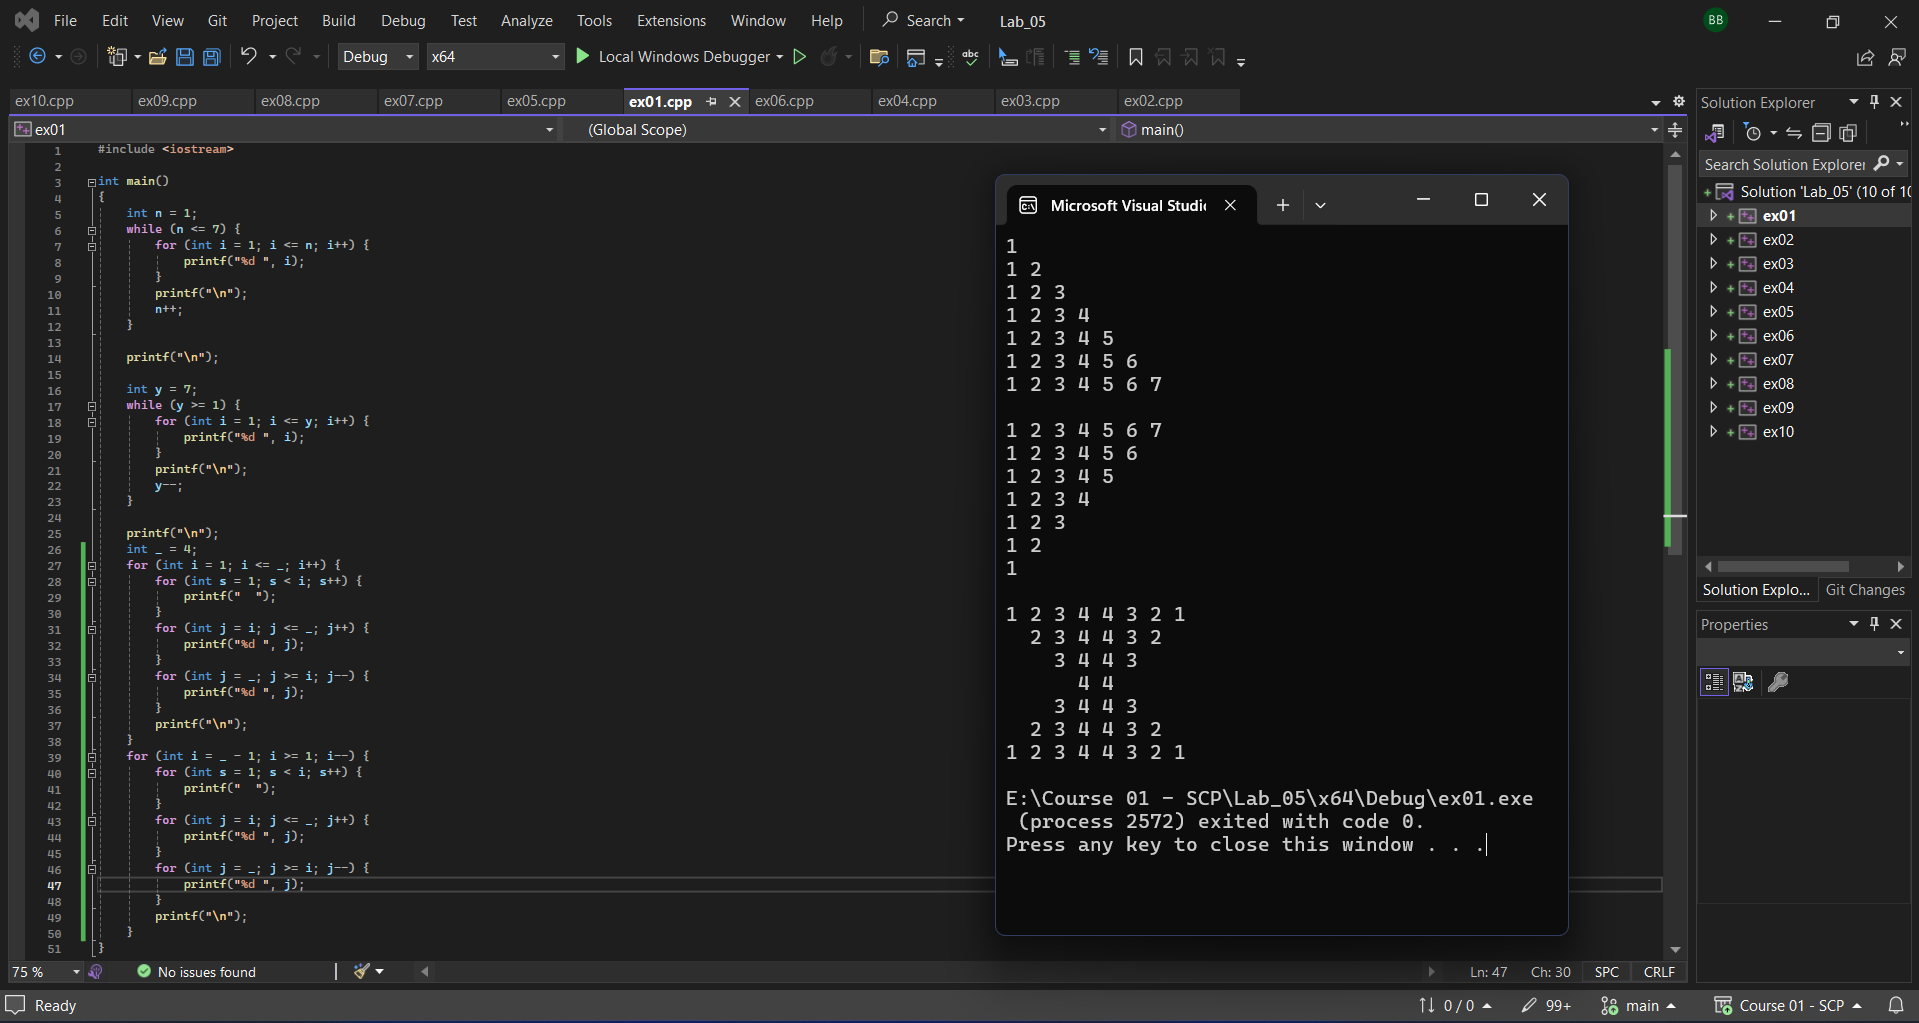 File Edit View Git Project Build Debug Test Analyze Tools Extensions Window Help Search Lab_05 BB
Debug x64 Local Windows Debugger abc
ex10.cpp ex09.cpp ex08.cpp ex07.cpp ex05.cpp ex01.cpp ex06.cpp ex04.cpp ex03.cpp ex02.cpp
ex01 (Global Scope) main()
1 #include <iostream>
2
3 int main()
4 {
5 int n = 1;
6 while (n <= 7) {
7 for (int i = 1; i <= n; i++) {
8 printf("%d ", i);
9 }
10 printf("\n");
11 n++;
12 }
13
14 printf("\n");
15
16 int y = 7;
17 while (y >= 1) {
18 for (int i = 1; i <= y; i++) {
19 printf("%d ", i);
20 }
21 printf("\n");
22 y--;
23 }
24
25 printf("\n");
26 int _ = 4;
27 for (int i = 1; i <= _; i++) {
28 for (int s = 1; s < i; s++) {
29 printf("  ");
30 }
31 for (int j = i; j <= _; j++) {
32 printf("%d ", j);
33 }
34 for (int j = _; j >= i; j--) {
35 printf("%d ", j);
36 }
37 printf("\n");
38 }
39 for (int i = _ - 1; i >= 1; i--) {
40 for (int s = 1; s < i; s++) {
41 printf("  ");
42 }
43 for (int j = i; j <= _; j++) {
44 printf("%d ", j);
45 }
46 for (int j = _; j >= i; j--) {
47 printf("%d ", j);
48 }
49 printf("\n");
50 }
51 }
75 % No issues found Ln: 47 Ch: 30 SPC CRLF
Microsoft Visual Studi
1
1 2
1 2 3
1 2 3 4
1 2 3 4 5
1 2 3 4 5 6
1 2 3 4 5 6 7
1 2 3 4 5 6 7
1 2 3 4 5 6
1 2 3 4 5
1 2 3 4
1 2 3
1 2
1
1 2 3 4 4 3 2 1
2 3 4 4 3 2
3 4 4 3
4 4
3 4 4 3
2 3 4 4 3 2
1 2 3 4 4 3 2 1
E:\Course 01 - SCP\Lab_05\x64\Debug\ex01.exe
(process 2572) exited with code 0.
Press any key to close this window . . .
Solution Explorer
Search Solution Explorer
Solution 'Lab_05' (10 of 10
ex01
ex02
ex03
ex04
ex05
ex06
ex07
ex08
ex09
ex10
Solution Explo... Git Changes
Properties
Ready 0 / 0 99+ main Course 01 - SCP